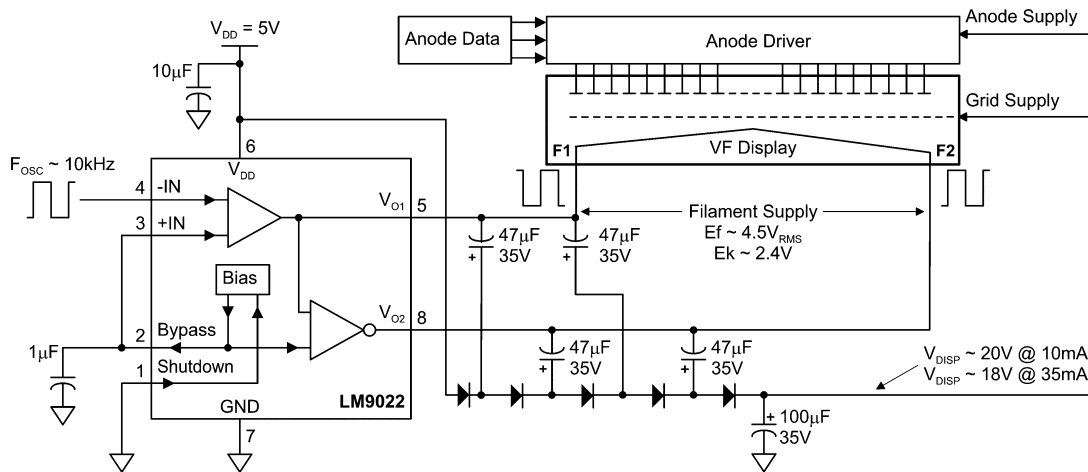 V_DD = 5V
10μF
Anode Data
Anode Driver
Anode Supply
Grid Supply
F1
VF Display
F2
F_OSC ~ 10kHz
6
V_DD
4
-IN
3
+IN
V_O1
5
47μF
35V
+
47μF
35V
+
Filament Supply
Ef ~ 4.5V_RMS
Ek ~ 2.4V
Bias
V_O2
8
2
Bypass
1μF
1
Shutdown
47μF
35V
+
47μF
35V
+
V_DISP ~ 20V @ 10mA
V_DISP ~ 18V @ 35mA
GND
LM9022
7
+
100μF
35V